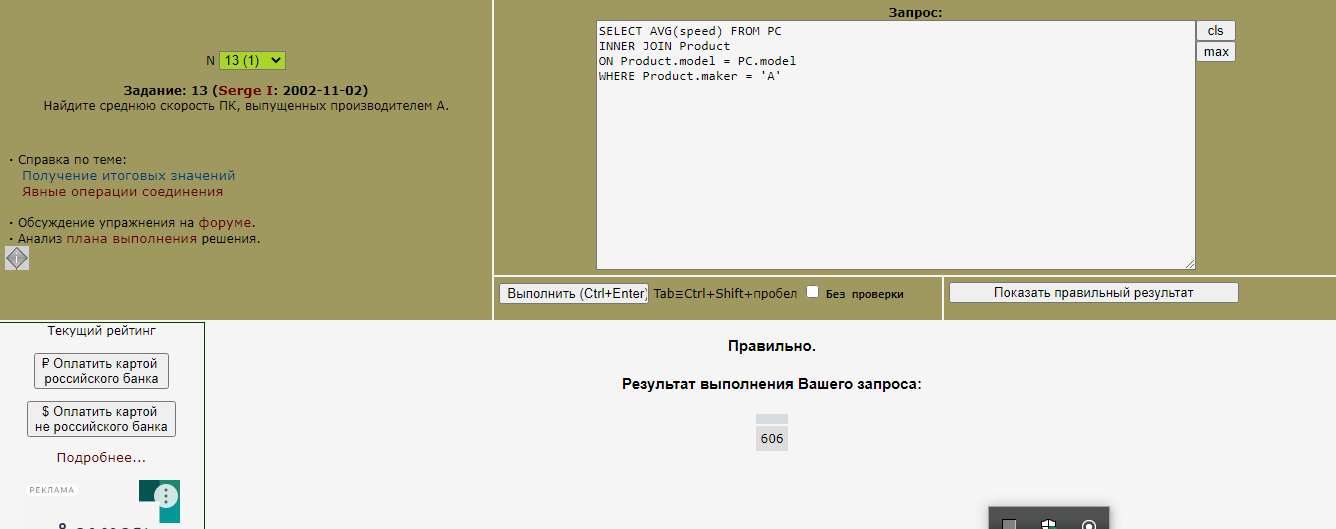 N 13 (1)
Задание: 13 (Serge I: 2002-11-02)
Найдите среднюю скорость ПК, выпущенных производителем A.
· Справка по теме:
Получение итоговых значений
Явные операции соединения
· Обсуждение упражнения на форуме.
· Анализ плана выполнения решения.
i
Запрос:
SELECT AVG(speed) FROM PC
INNER JOIN Product
ON Product.model = PC.model
WHERE Product.maker = 'A'
cls
max
Выполнить (Ctrl+Enter) Tab≡Ctrl+Shift+пробел Без проверки
Показать правильный результат
Текущий рейтинг
₽ Оплатить картой
российского банка
$ Оплатить картой
не российского банка
Подробнее...
РЕКЛАМА
Правильно.
Результат выполнения Вашего запроса:
606